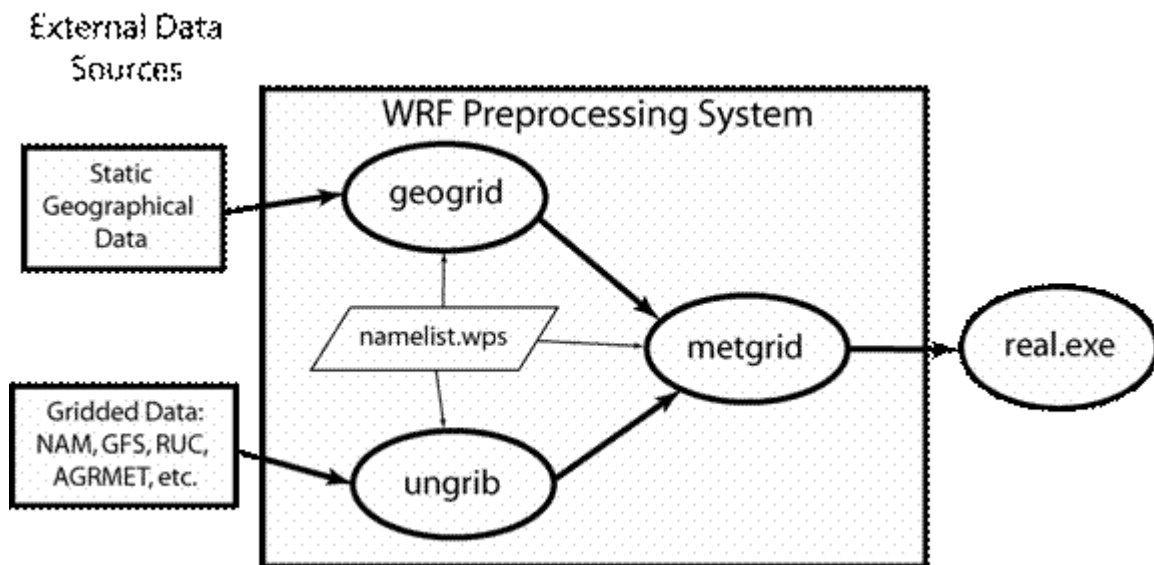 External Data
Sources
WRF Preprocessing System
Static
Geographical
Data
geogrid
namelist.wps
metgrid
real.exe
Gridded Data:
NAM, GFS, RUC,
AGRMET, etc.
ungrib